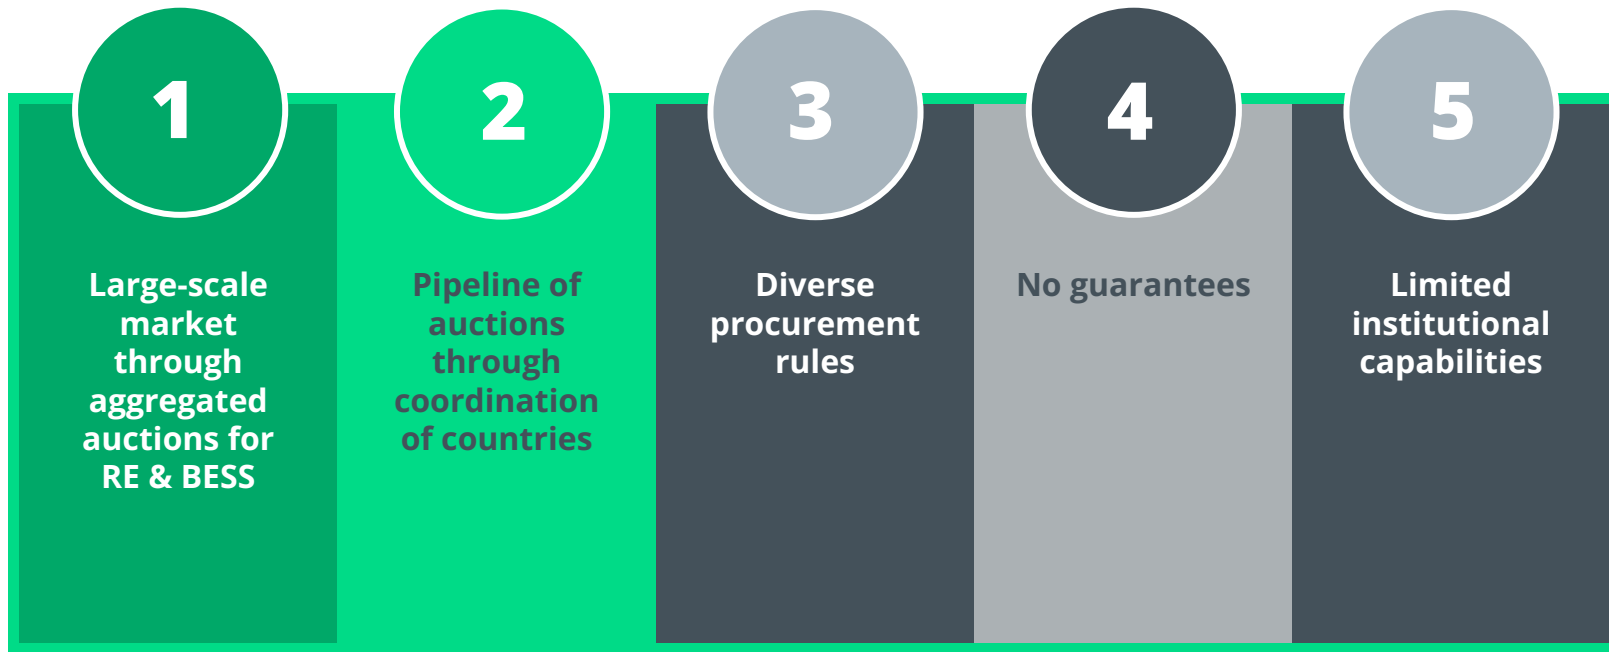 1
Large-scale
market
through
aggregated
auctions for
RE & BESS
2
Pipeline of
auctions
through
coordination
of countries
3
Diverse
procurement
rules
4
No guarantees
5
Limited
institutional
capabilities